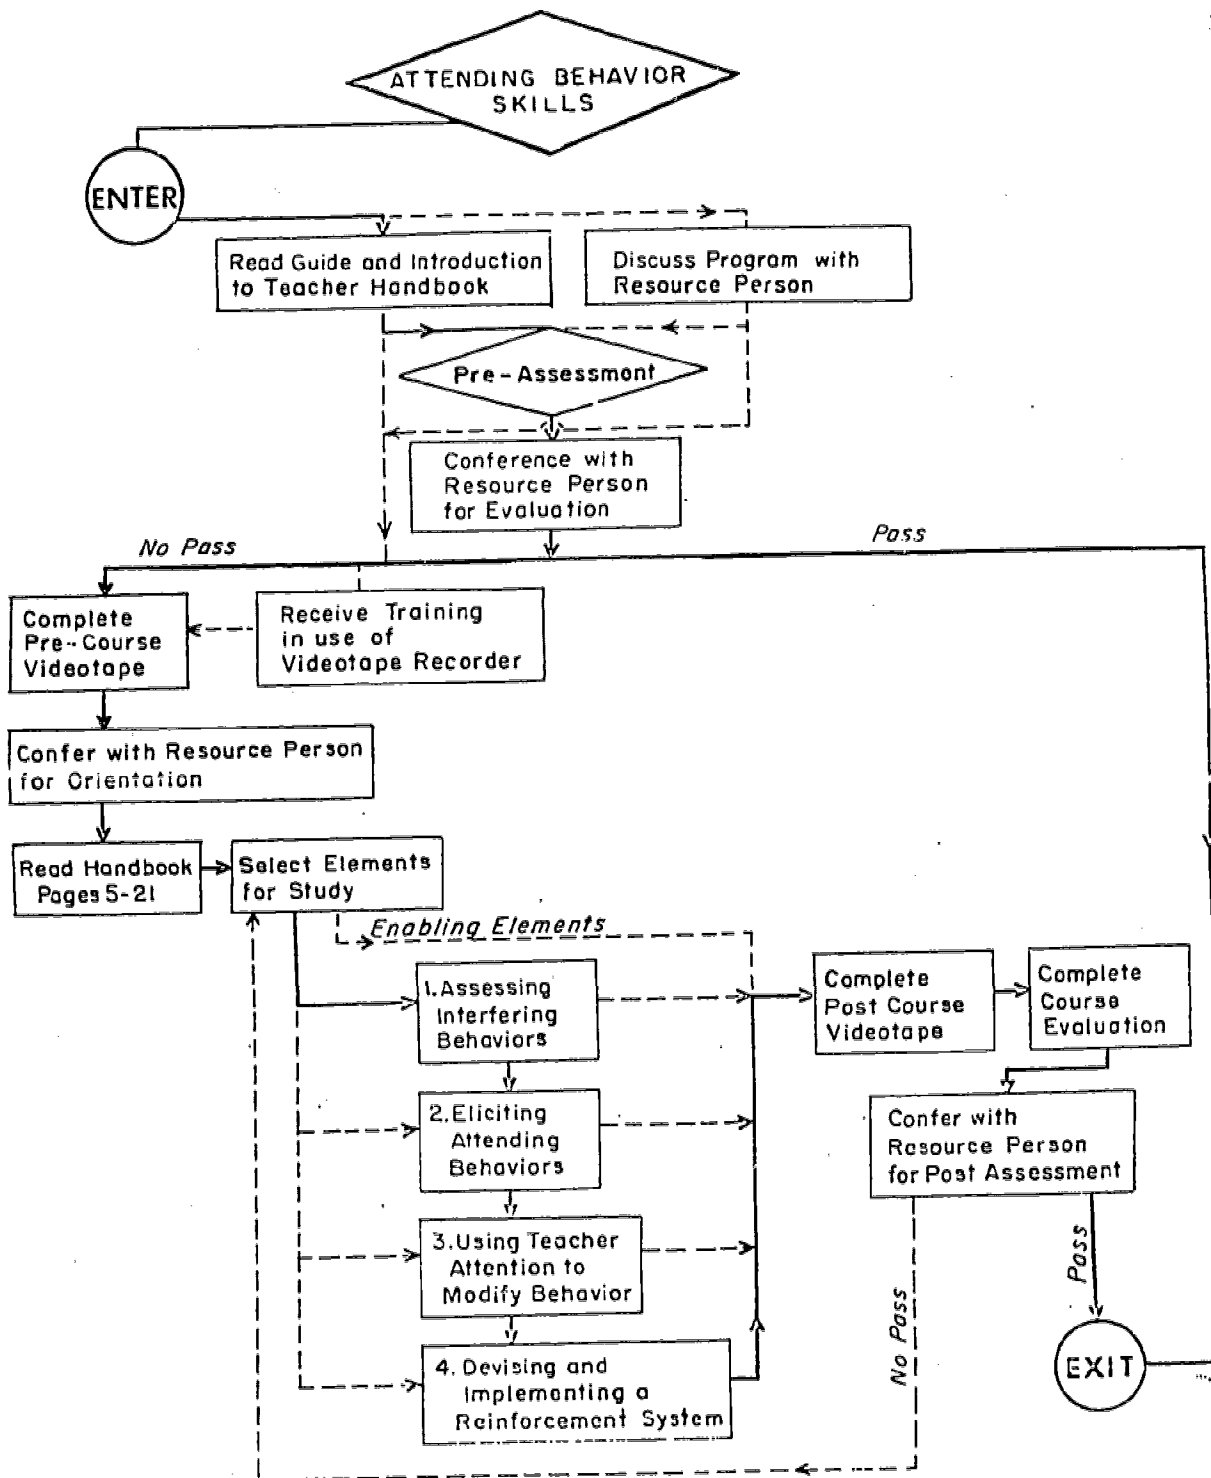 ATTENDING BEHAVIOR
SKILLS
ENTER
Read Guide and Introduction
to Teacher Handbook
Discuss Program with
Resource Person
Pre-Assessment
Conference with
Resource Person
for Evaluation
No Pass
Pass
Complete
Pre-Course
Videotape
Receive Training
in use of
Videotape Recorder
Confer with Resource Person
for Orientation
Read Handbook
Pages 5-21
Select Elements
for Study
Enabling Elements
1. Assessing
Interfering
Behaviors
Complete
Post Course
Videotape
Complete
Course
Evaluation
2. Eliciting
Attending
Behaviors
Confer with
Resource Person
for Post Assessment
3. Using Teacher
Attention to
Modify Behavior
No Pass
Pass
4. Devising and
Implementing a
Reinforcement System
EXIT